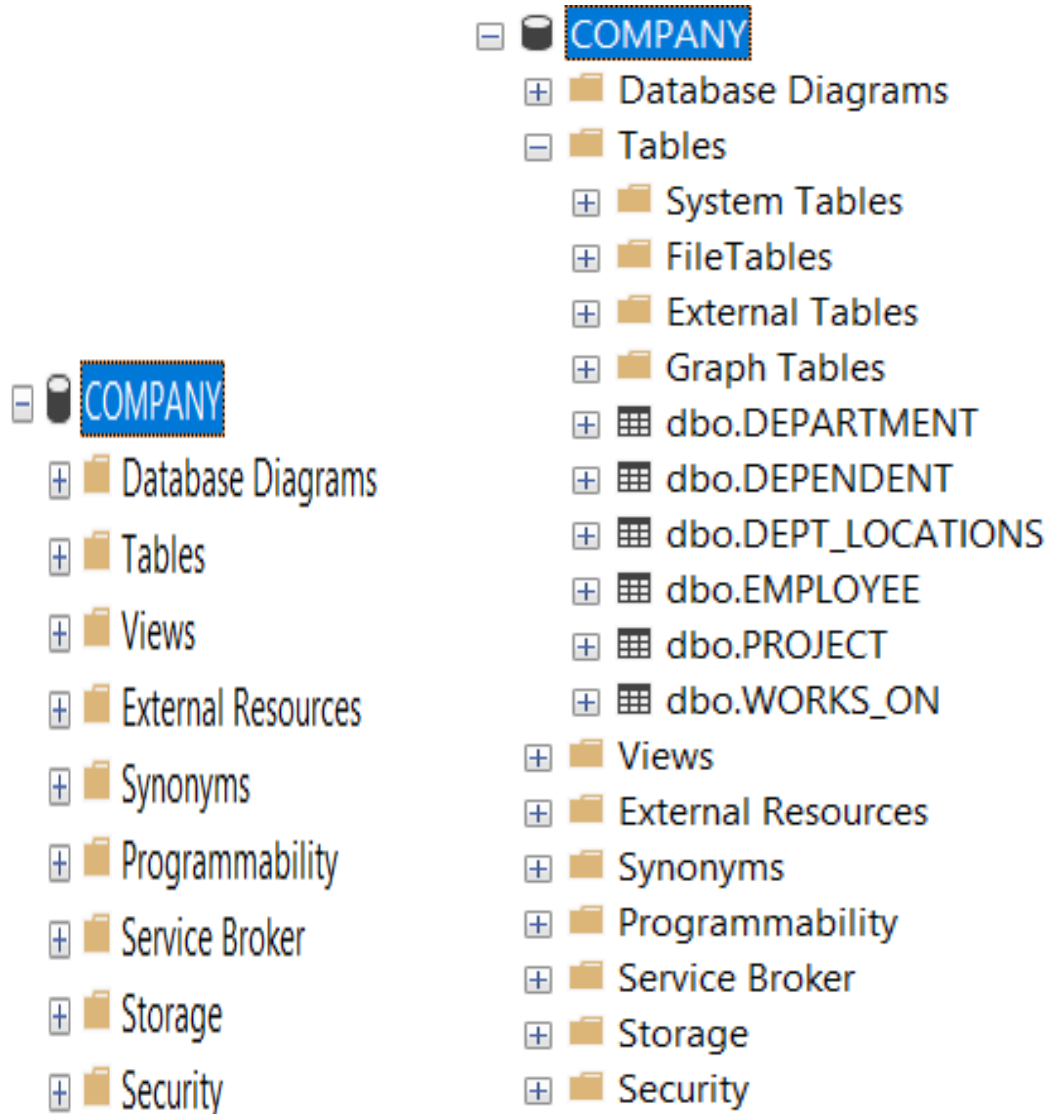 COMPANY
Database Diagrams
Tables
Views
External Resources
Synonyms
Programmability
Service Broker
Storage
Security
COMPANY
Database Diagrams
Tables
System Tables
FileTables
External Tables
Graph Tables
dbo.DEPARTMENT
dbo.DEPENDENT
dbo.DEPT_LOCATIONS
dbo.EMPLOYEE
dbo.PROJECT
dbo.WORKS_ON
Views
External Resources
Synonyms
Programmability
Service Broker
Storage
Security